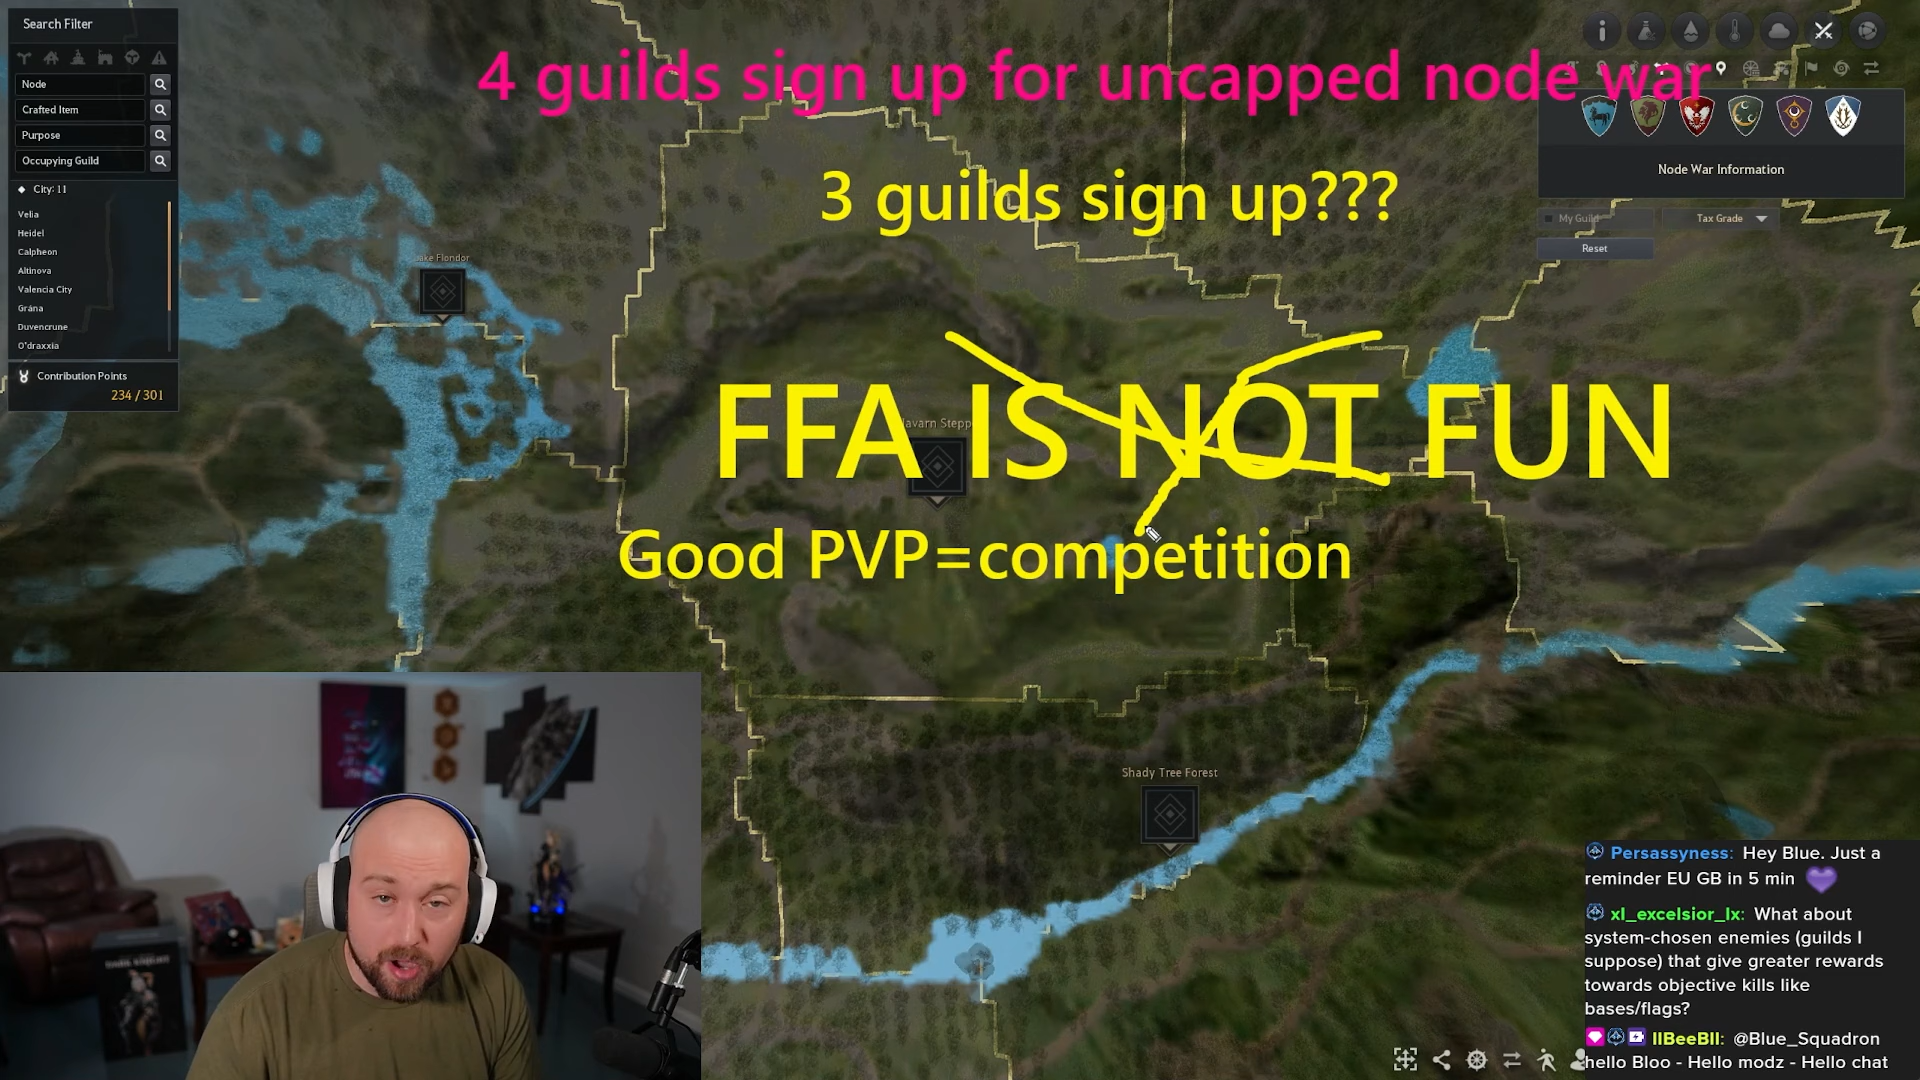 Search Filter
Node
Crafted Item
Purpose
Occupying Guild
City: 11
Velia
Heidel
Calpheon
Altinova
Valencia City
Grána
Duvencrune
O'draxxia
Contribution Points
234 / 301
4 guilds sign up for uncapped node war
3 guilds sign up???
FFA IS NOT FUN
Good PVP=competition
Node War Information
My Guild
Tax Grade
Reset
Lake Flondor
Navarn Steppe
Shady Tree Forest
Persassyness: Hey Blue. Just a
reminder EU GB in 5 min
xl_excelsior_lx: What about
system-chosen enemies (guilds I
suppose) that give greater rewards
towards objective kills like
bases/flags?
@Blue_Squadron
hello Bloo - Hello modz - Hello chat